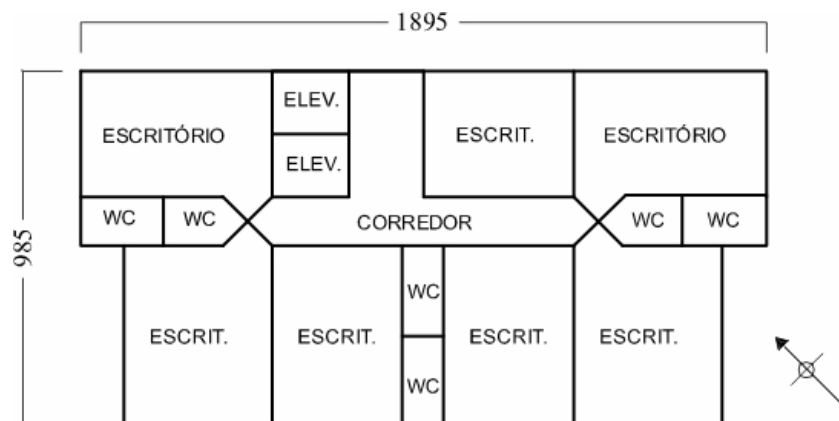 1895
ELEV.
ESCRITÓRIO
ESCRIT.
ESCRITÓRIO
ELEV.
WC
WC
CORREDOR
WC
WC
985
WC
ESCRIT.
ESCRIT.
ESCRIT.
ESCRIT.
WC